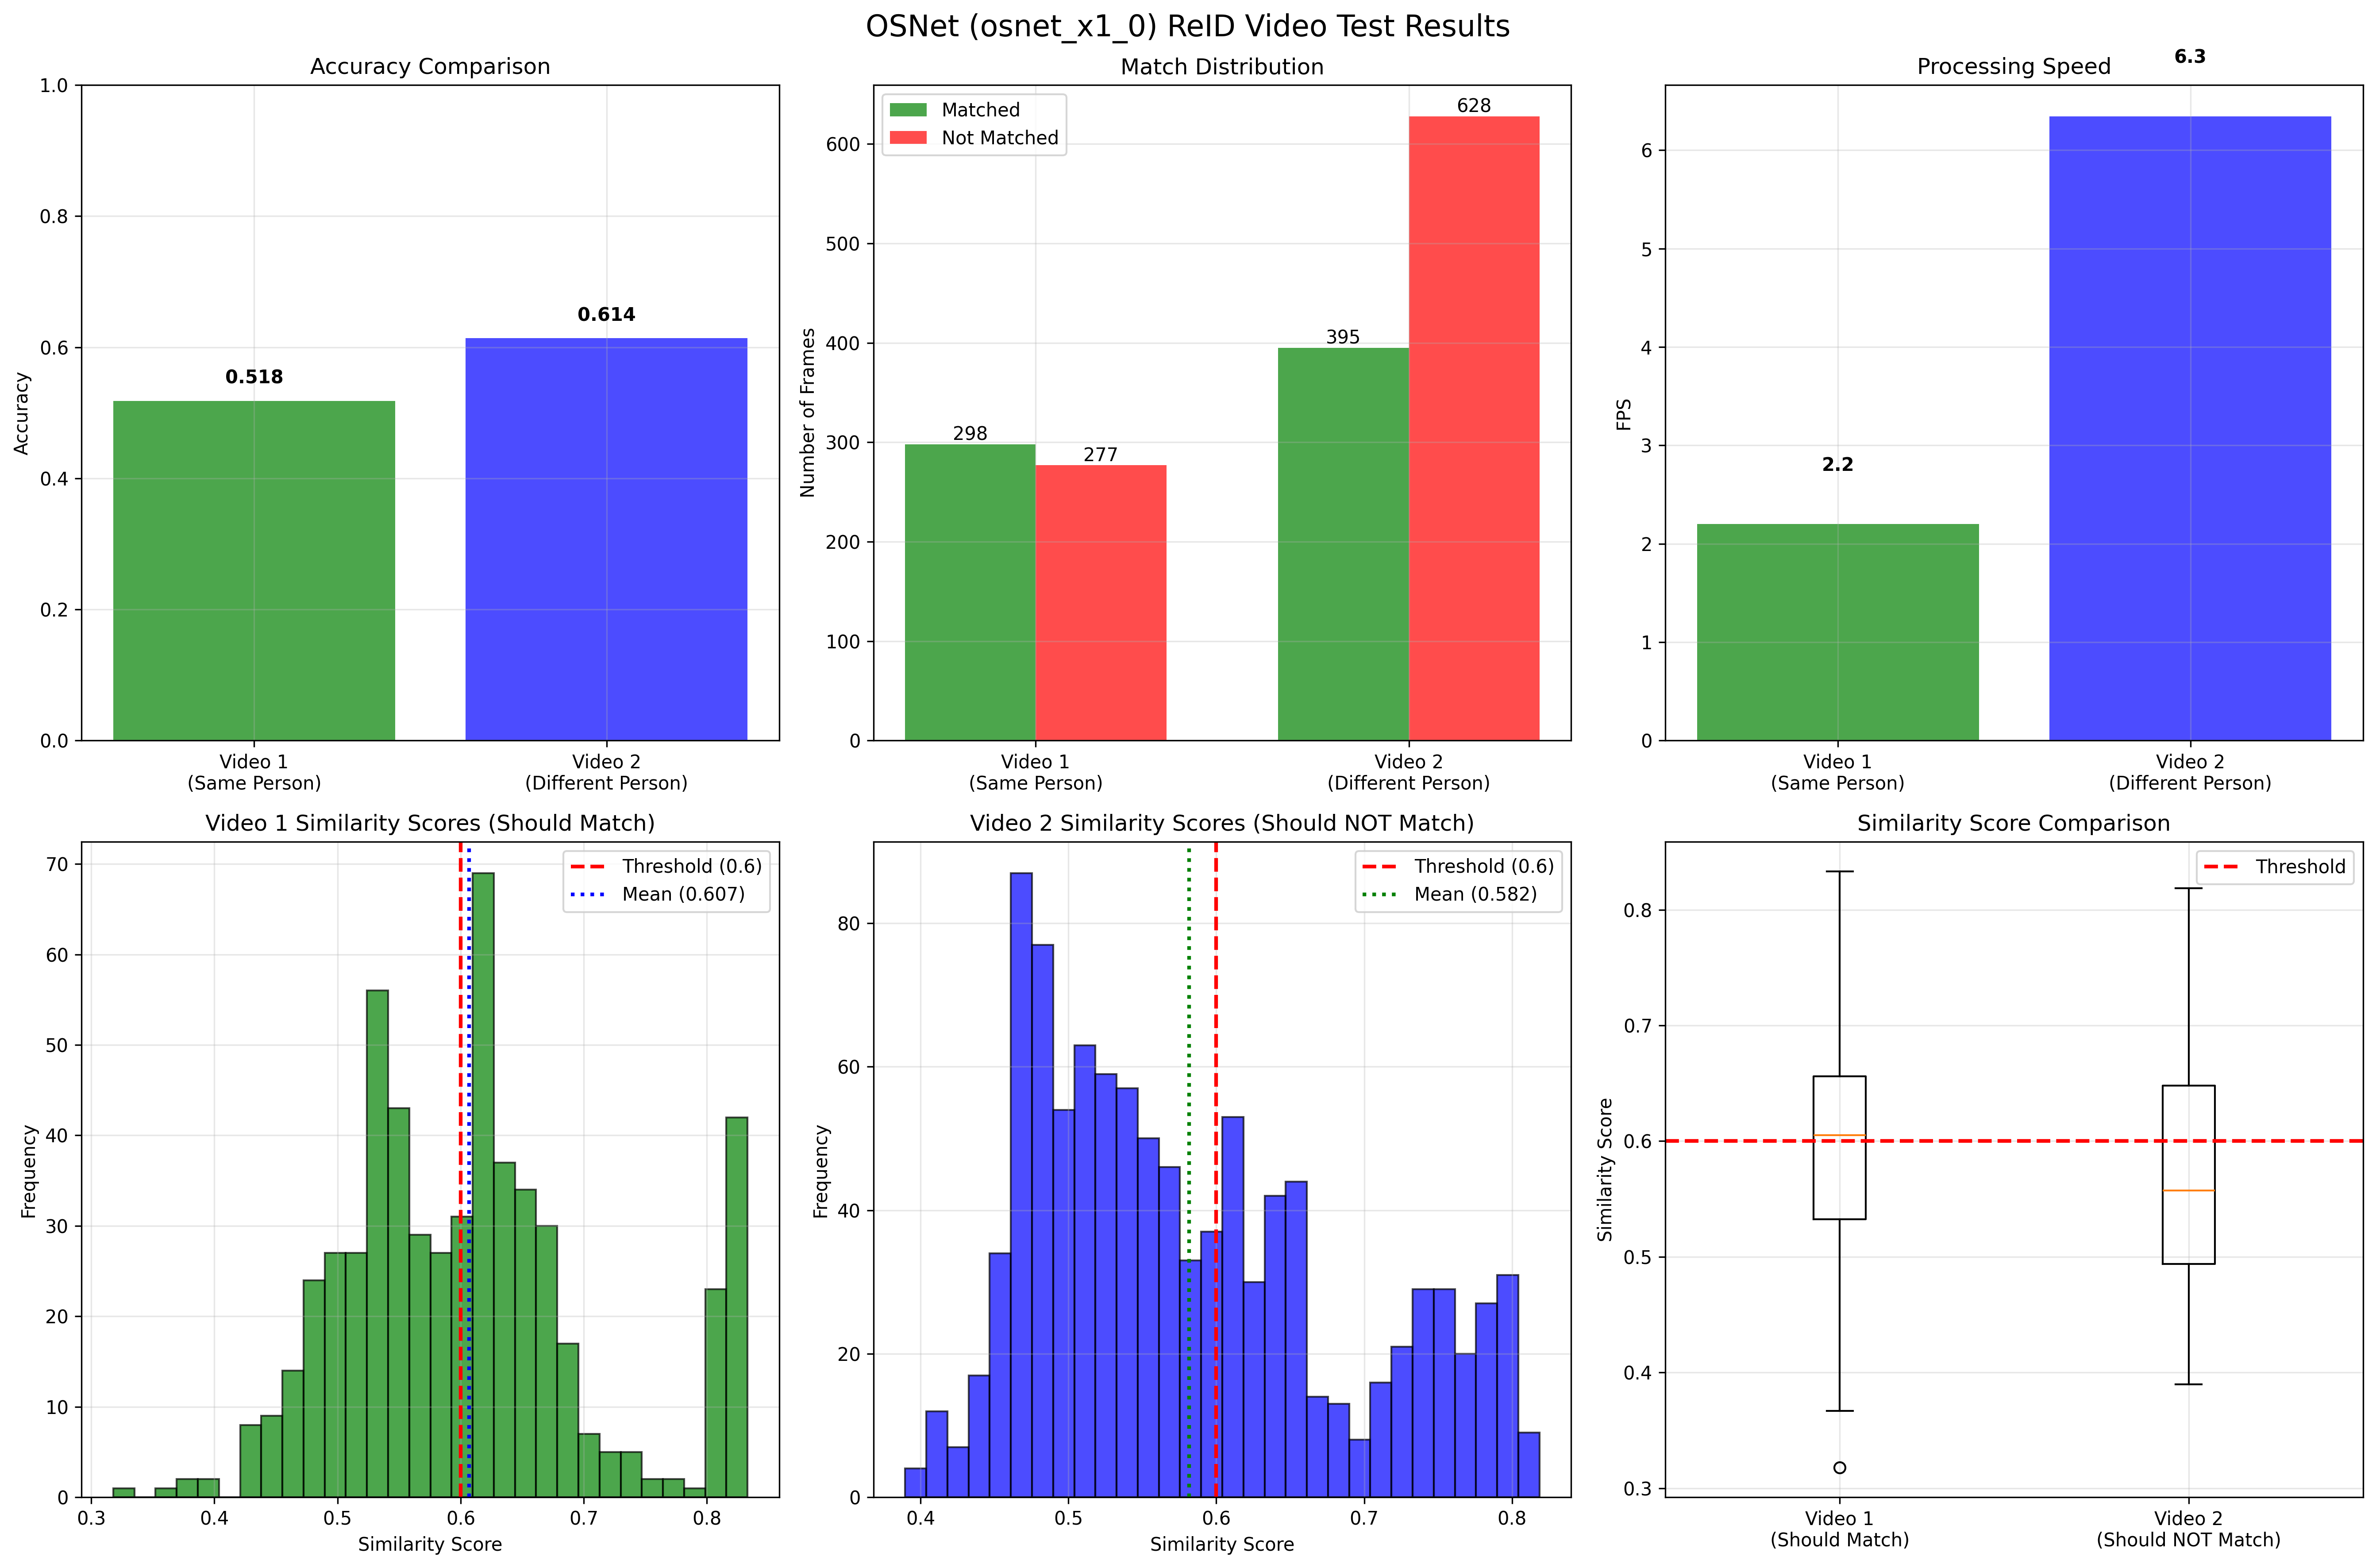 OSNet (osnet_x1_0) ReID Video Test Results
Accuracy Comparison
1.0
0.8
0.6
0.4
0.2
0.0
Accuracy
0.518
0.614
Video 1
(Same Person)
Video 2
(Different Person)
Match Distribution
Matched
Not Matched
600
500
400
300
200
100
0
Number of Frames
298
277
395
628
Video 1
(Same Person)
Video 2
(Different Person)
Processing Speed
6.3
6
5
4
3
2
1
0
FPS
2.2
Video 1
(Same Person)
Video 2
(Different Person)
Video 1 Similarity Scores (Should Match)
Threshold (0.6)
Mean (0.607)
70
60
50
40
30
20
10
0
Frequency
0.3
0.4
0.5
0.6
0.7
0.8
Similarity Score
Video 2 Similarity Scores (Should NOT Match)
Threshold (0.6)
Mean (0.582)
80
60
40
20
0
Frequency
0.4
0.5
0.6
0.7
0.8
Similarity Score
Similarity Score Comparison
Threshold
0.8
0.7
0.6
0.5
0.4
0.3
Similarity Score
Video 1
(Should Match)
Video 2
(Should NOT Match)